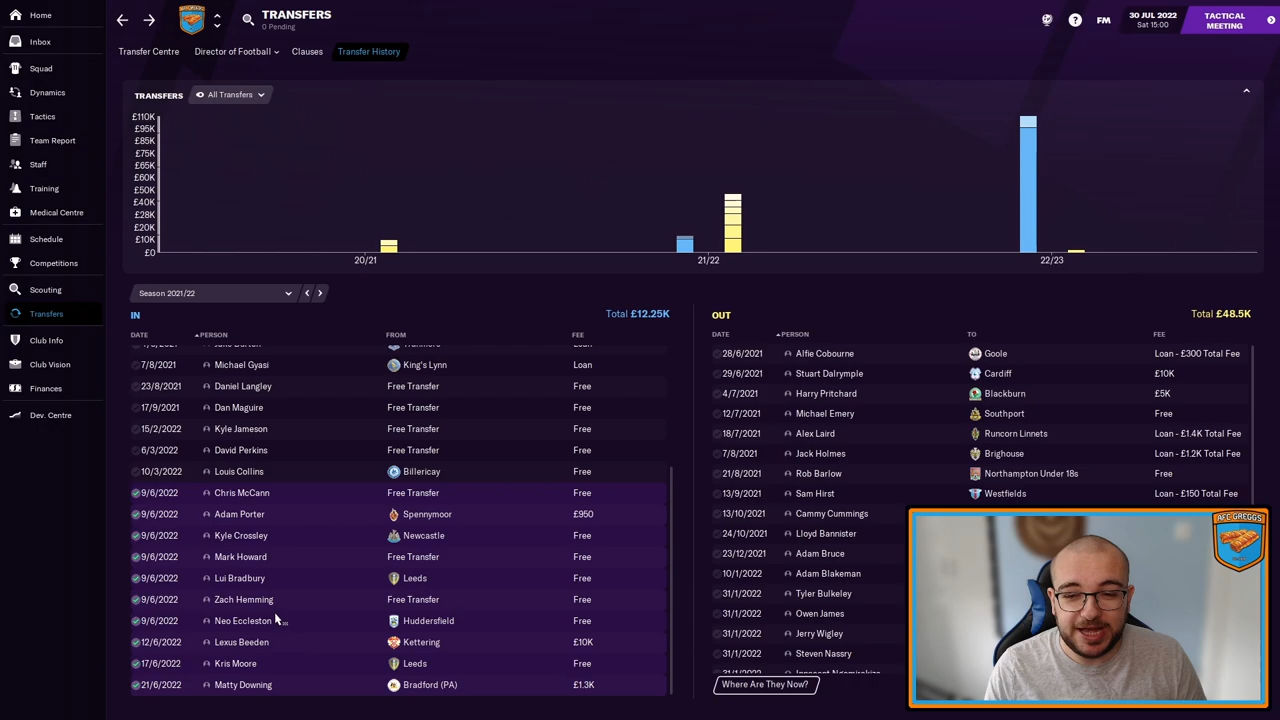 Home
TRANSFERS
0 Pending
30 JUL 2022
Sat 15:00
FM
TACTICAL
MEETING
Inbox
Squad
Dynamics
Tactics
Team Report
Staff
Training
Medical Centre
Schedule
Competitions
Scouting
Transfers
Club Info
Club Vision
Finances
Dev. Centre
Transfer Centre Director of Football Clauses Transfer History
TRANSFERS All Transfers
£110K
£95K
£85K
£75K
£65K
£60K
£50K
£40K
£28K
£20K
£10K
£0
20/21 21/22 22/23
Season 2021/22
IN Total £12.25K
DATE PERSON FROM FEE
7/8/2021 Michael Gyasi King's Lynn Loan
23/8/2021 Daniel Langley Free Transfer Free
17/9/2021 Dan Maguire Free Transfer Free
15/2/2022 Kyle Jameson Free Transfer Free
6/3/2022 David Perkins Free Transfer Free
10/3/2022 Louis Collins Billericay Free
9/6/2022 Chris McCann Free Transfer Free
9/6/2022 Adam Porter Spennymoor £950
9/6/2022 Kyle Crossley Newcastle Free
9/6/2022 Mark Howard Free Transfer Free
9/6/2022 Lui Bradbury Leeds Free
9/6/2022 Zach Hemming Free Transfer Free
9/6/2022 Neo Eccleston Huddersfield Free
12/6/2022 Lexus Beeden Kettering £10K
17/6/2022 Kris Moore Leeds Free
21/6/2022 Matty Downing Bradford (PA) £1.3K
OUT Total £48.5K
DATE PERSON TO FEE
28/6/2021 Alfie Cobourne Goole Loan - £300 Total Fee
29/6/2021 Stuart Dalrymple Cardiff £10K
4/7/2021 Harry Pritchard Blackburn £5K
12/7/2021 Michael Emery Southport Free
18/7/2021 Alex Laird Runcorn Linnets Loan - £1.4K Total Fee
7/8/2021 Jack Holmes Brighouse Loan - £1.2K Total Fee
21/8/2021 Rob Barlow Northampton Under 18s Free
13/9/2021 Sam Hirst Westfields Loan - £150 Total Fee
13/10/2021 Cammy Cummings
24/10/2021 Lloyd Bannister
23/12/2021 Adam Bruce
10/1/2022 Adam Blakeman
31/1/2022 Tyler Bulkeley
31/1/2022 Owen James
31/1/2022 Jerry Wigley
31/1/2022 Steven Nassry
Where Are They Now?
AFC GREGGS